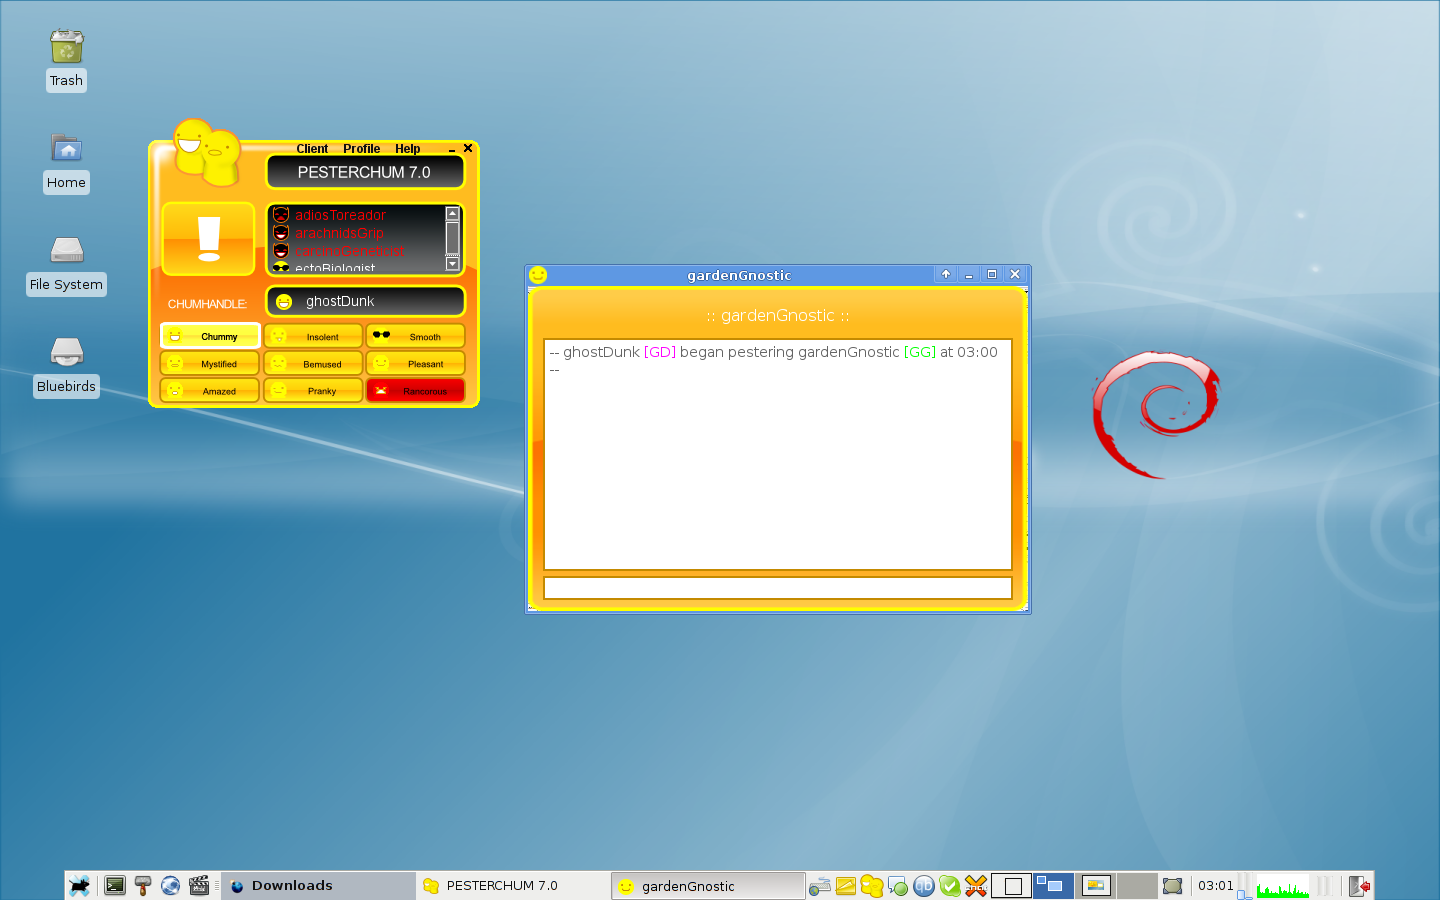 Trash
Home
File System
Bluebirds
Client Profile Help
PESTERCHUM 7.0
adiosToreador
arachnidsGrip
carcinoGeneticist
ectoBiologist
CHUMHANDLE:
ghostDunk
Chummy Insolent Smooth
Mystified Bemused Pleasant
Amazed Pranky Rancorous
gardenGnostic
:: gardenGnostic ::
-- ghostDunk [GD] began pestering gardenGnostic [GG] at 03:00
--
Downloads PESTERCHUM 7.0 gardenGnostic qb 03:01